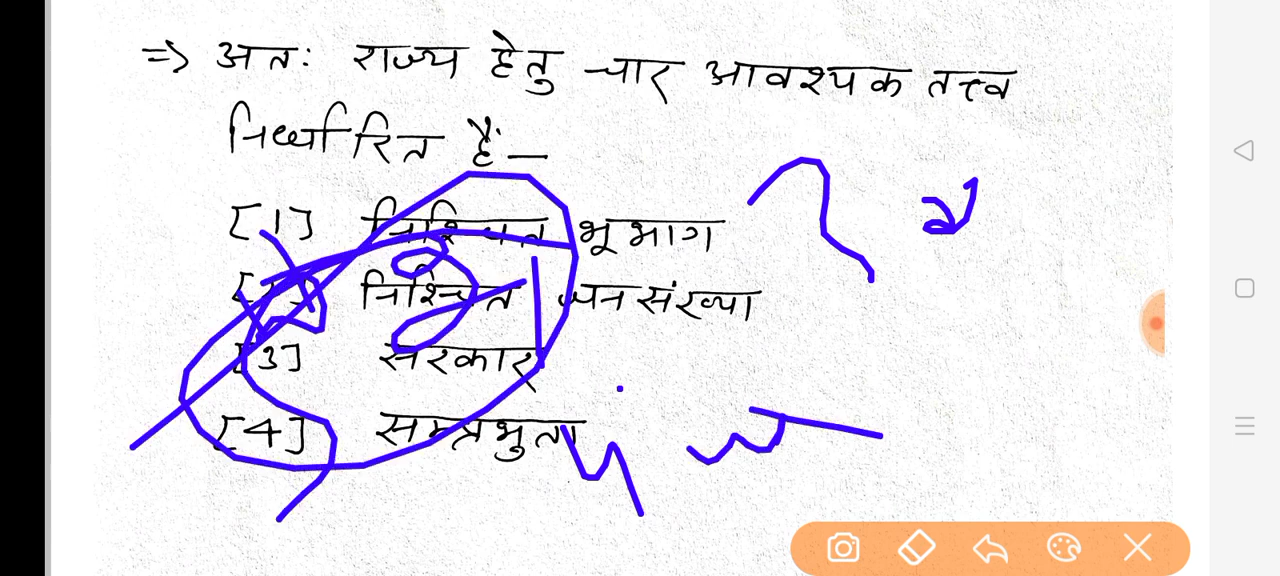 => अतः राज्य हेतु चार आवश्यक तत्त्व
निर्धारित हैं—
[1] निश्चित भूभाग
[2] निश्चित जनसंख्या
[3] सरकार
[4] सम्प्रभुता